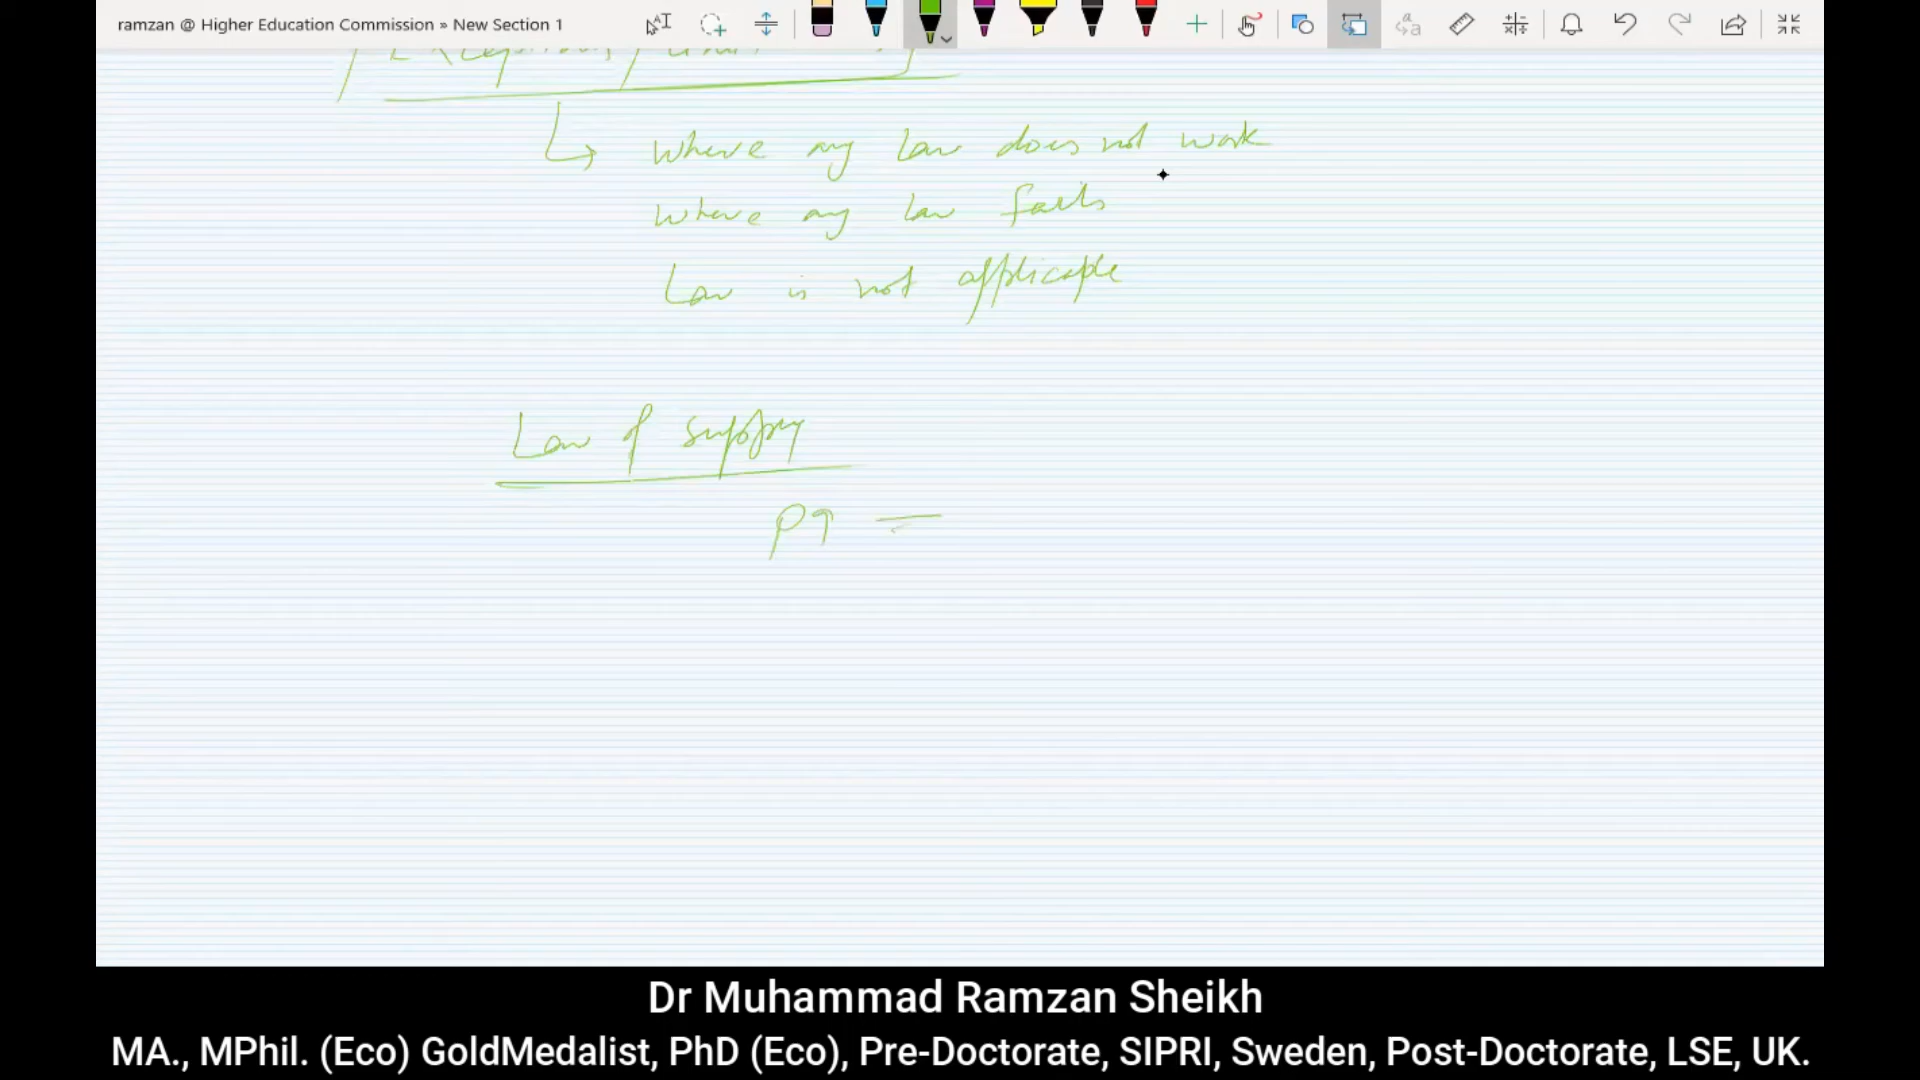 ramzan @ Higher Education Commission » New Section 1
where any law does not work
where any law fails
Law is not applicable
Law of supply
P↑ =
Dr Muhammad Ramzan Sheikh
MA., MPhil. (Eco) GoldMedalist, PhD (Eco), Pre-Doctorate, SIPRI, Sweden, Post-Doctorate, LSE, UK.